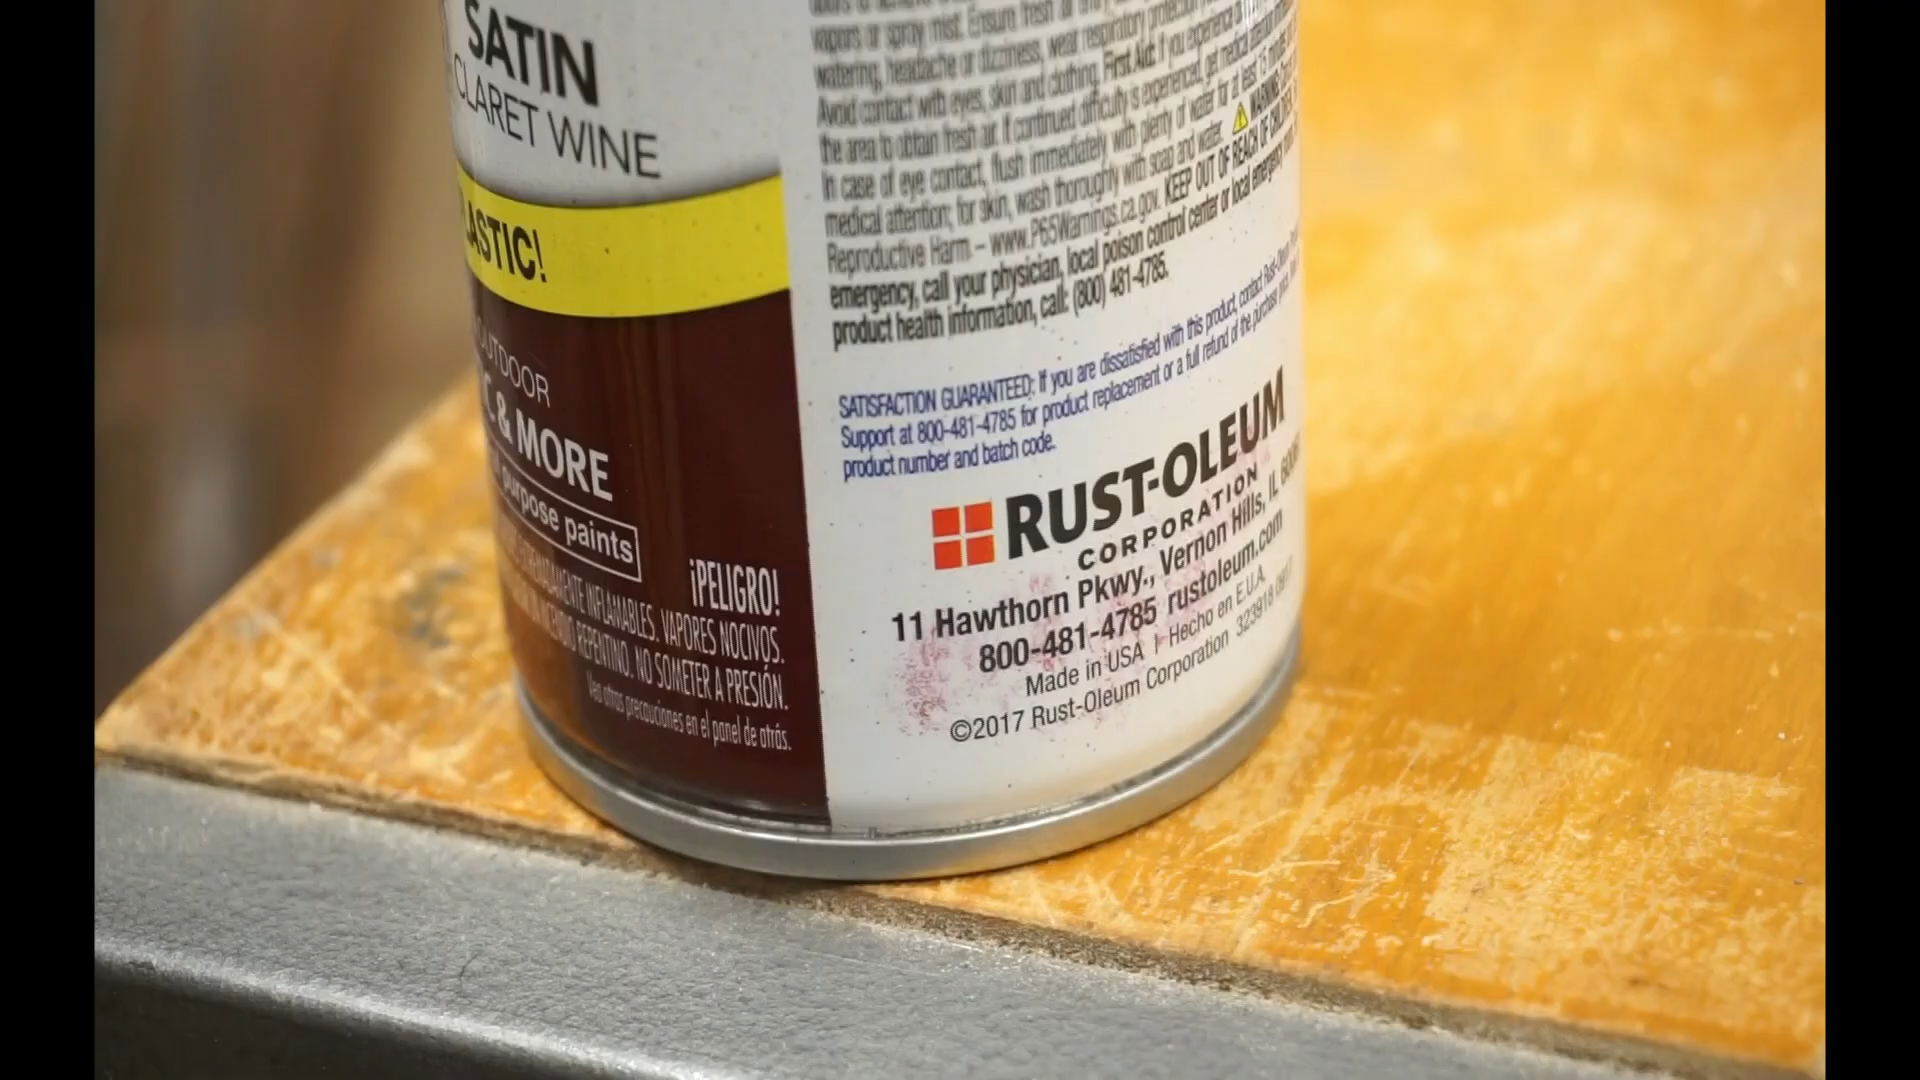 SATIN
CLARET WINE
LASTIC!
OUTDOOR
C & MORE
purpose paints
¡PELIGRO!
INFLAMABLES. VAPORES NOCIVOS.
REPENTINO. NO SOMETER A PRESIÓN.
Vea otras precauciones en el panel de atrás.
vapors or spray mist. Ensure fresh air
watering, headache or dizziness, wear respiratory protection
Avoid contact with eyes, skin and clothing. First Aid: If you experience
the area to obtain fresh air. If continued difficulty is experienced, get medical attention
In case of eye contact, flush immediately with plenty of water for at least 15 minutes
medical attention; for skin, wash thoroughly with soap and water. WARNING:
Reproductive Harm – www.P65Warnings.ca.gov. KEEP OUT OF REACH OF CHILDREN.
emergency, call your physician, local poison control center or local emergency
product health information, call: (800) 481-4785.
SATISFACTION GUARANTEED: If you are dissatisfied with this product, contact Rust-Oleum
Support at 800-481-4785 for product replacement or a full refund of the purchase price.
product number and batch code.
RUST-OLEUM
CORPORATION
11 Hawthorn Pkwy., Vernon Hills, IL
800-481-4785 rustoleum.com
Made in USA | Hecho en E.U.A.
©2017 Rust-Oleum Corporation 323918